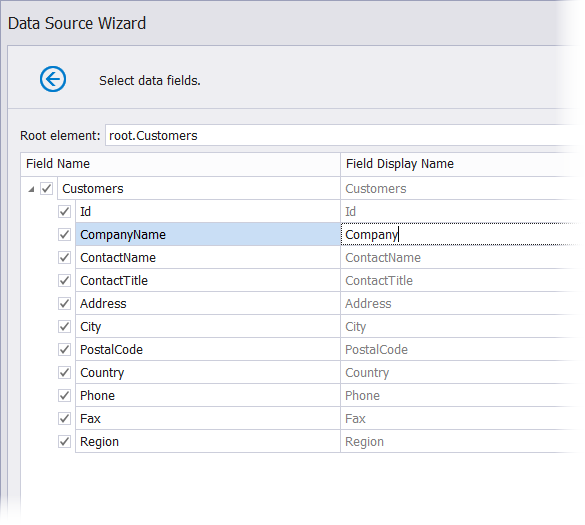 Data Source Wizard
Select data fields.
Root element: root.Customers
Field Name Field Display Name
Customers Customers
Id Id
CompanyName Company
ContactName ContactName
ContactTitle ContactTitle
Address Address
City City
PostalCode PostalCode
Country Country
Phone Phone
Fax Fax
Region Region